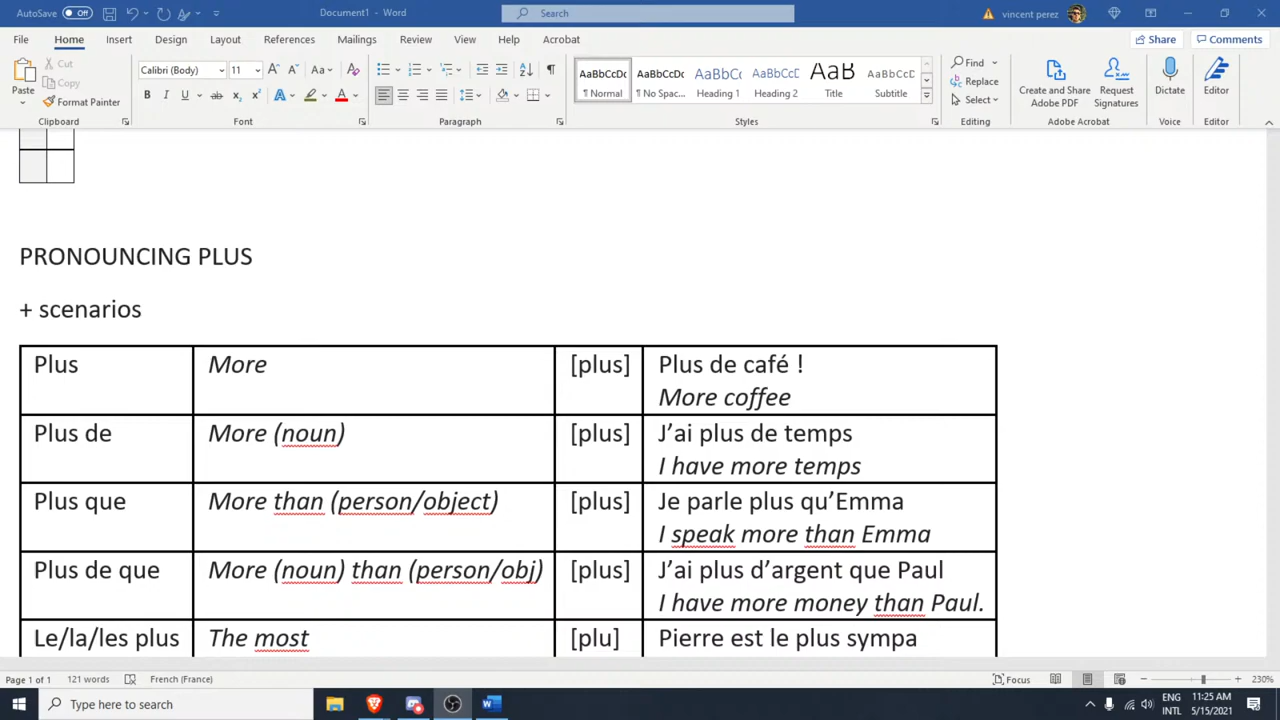 AutoSave Off Document1 - Word Search vincent perez
File Home Insert Design Layout References Mailings Review View Help Acrobat Share Comments
Paste Cut Copy Format Painter Calibri (Body) 11 AaBbCcDc ¶ Normal AaBbCcDc ¶ No Spac... AaBbCc Heading 1 AaBbCcD Heading 2 AaB Title AaBbCcD Subtitle Find Replace Select Create and Share Adobe PDF Request Signatures Dictate Editor
Clipboard Font Paragraph Styles Editing Adobe Acrobat Voice Editor
PRONOUNCING PLUS
+ scenarios
Plus More [plus] Plus de café !
More coffee
Plus de More (noun) [plus] J’ai plus de temps
I have more temps
Plus que More than (person/object) [plus] Je parle plus qu’Emma
I speak more than Emma
Plus de que More (noun) than (person/obj) [plus] J’ai plus d’argent que Paul
I have more money than Paul.
Le/la/les plus The most [plu] Pierre est le plus sympa
Page 1 of 1 121 words French (France) Focus 230%
Type here to search ENG INTL 11:25 AM 5/15/2021